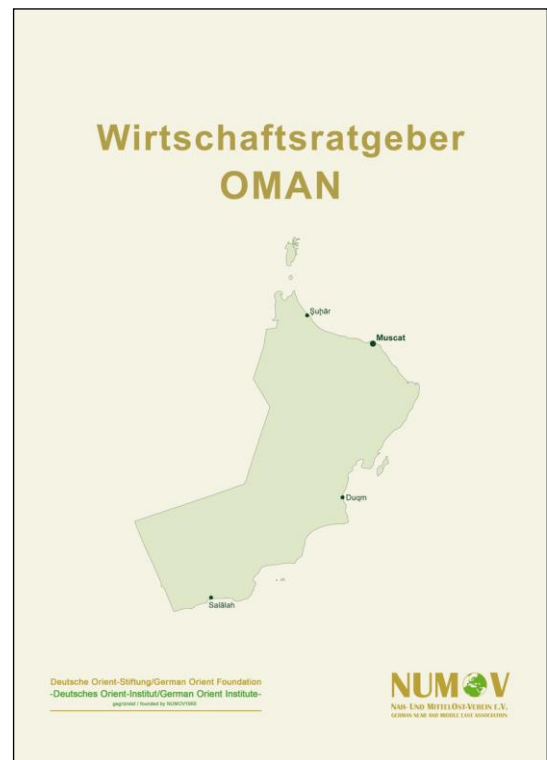 Wirtschaftsratgeber
OMAN
Ṣuḥār
Muscat
Duqm
Salālah
Deutsche Orient-Stiftung/German Orient Foundation
-Deutsches Orient-Institut/German Orient Institute-
gegründet / founded by NUMOV1960
NUMOV
NAH- UND MITTELOST-VEREIN E.V.
GERMAN NEAR AND MIDDLE EAST ASSOCIATION